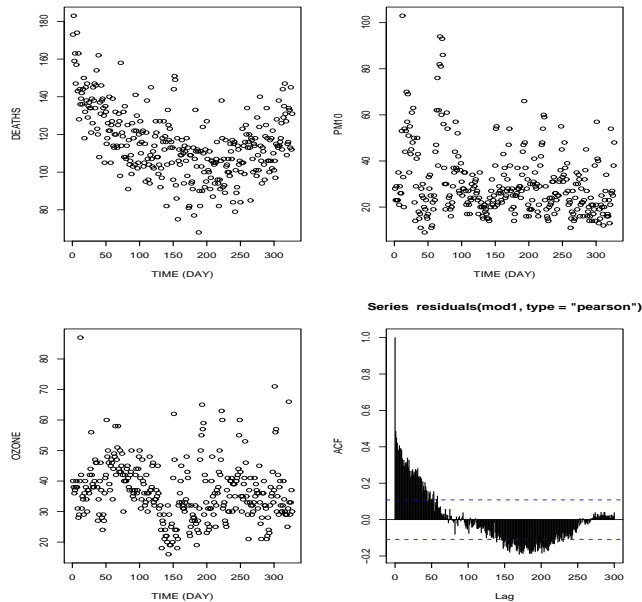 DEATHS
80 100 120 140 160 180
0 50 100 150 200 250 300
TIME (DAY)
PM10
20 40 60 80 100
0 50 100 150 200 250 300
TIME (DAY)
OZONE
20 30 40 50 60 70 80 90
0 50 100 150 200 250 300
TIME (DAY)
Series residuals(mod1, type = "pearson")
ACF
-0.2 0.0 0.2 0.4 0.6 0.8 1.0
0 50 100 150 200 250 300
Lag